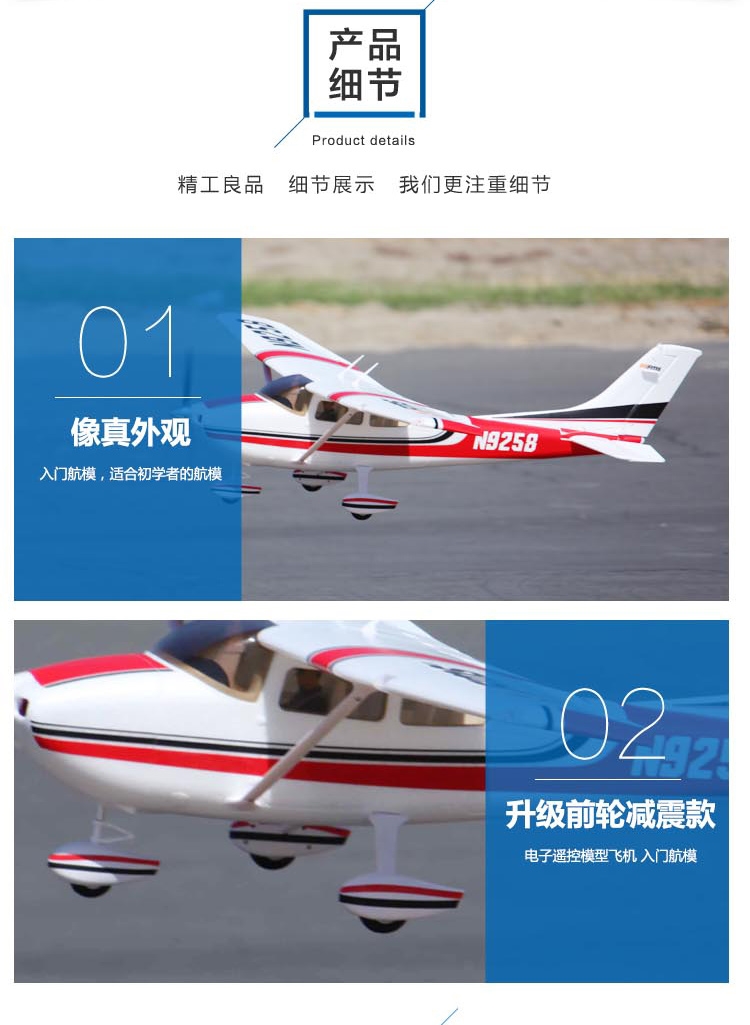 产品
细节
Product details
精工良品 细节展示 我们更注重细节
01
像真外观
入门航模,适合初学者的航模
N9258
02
N925
升级前轮减震款
电子遥控模型飞机 入门航模